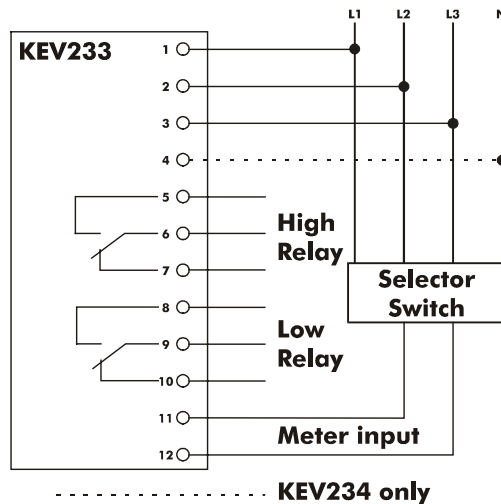 L1 L2 L3 N
KEV233
1
2
3
4
5
6
7
8
9
10
11
12
High
Relay
Low
Relay
Selector
Switch
Meter input
KEV234 only